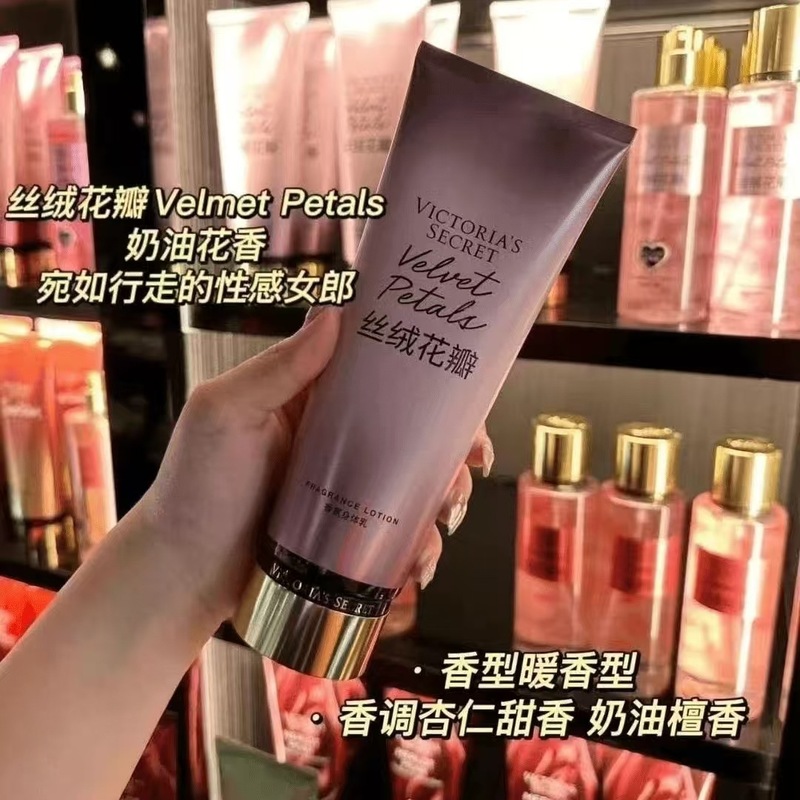 丝绒花瓣 Velmet Petals
奶油花香
宛如行走的性感女郎
VICTORIA'S
SECRET
Velvet
Petals
丝绒花瓣
FRAGRANCE LOTION
香氛身体乳
VICTORIA'S SECRET
· 香型暖香型
· 香调杏仁甜香 奶油檀香